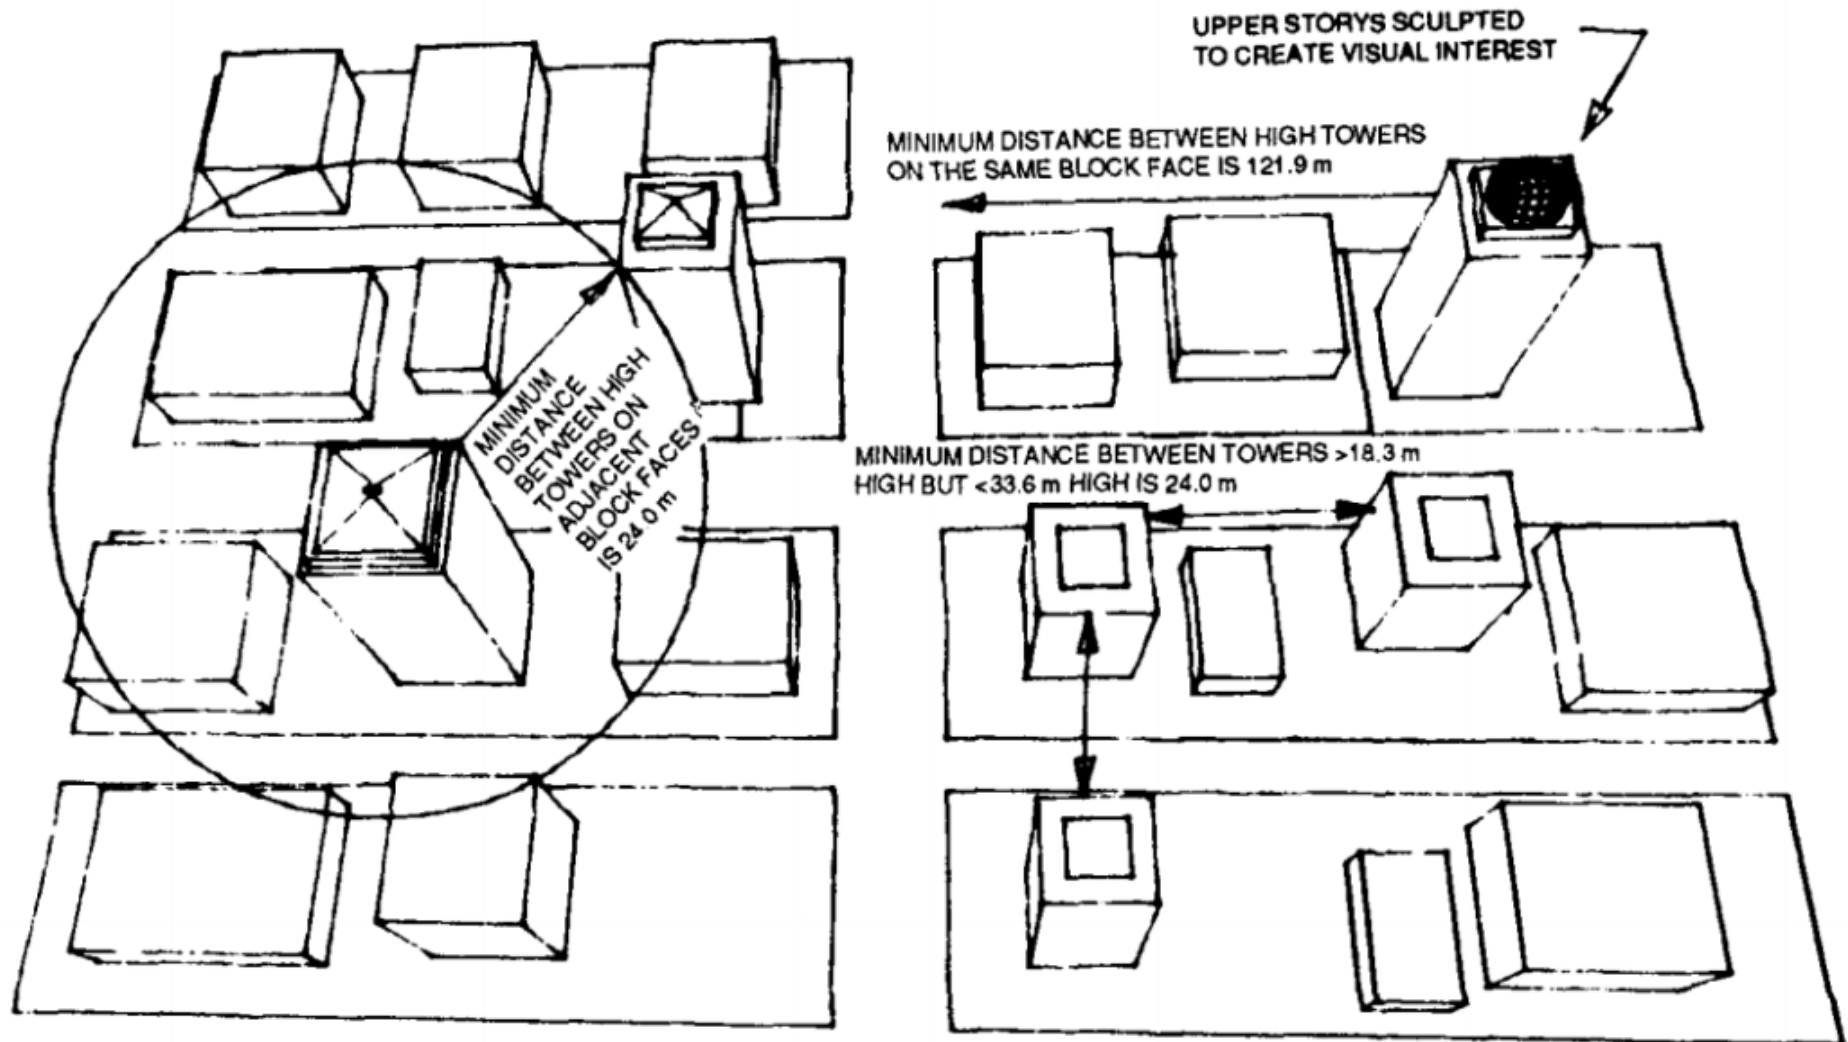 UPPER STORYS SCULPTED
TO CREATE VISUAL INTEREST
MINIMUM DISTANCE BETWEEN HIGH TOWERS
ON THE SAME BLOCK FACE IS 121.9 m
MINIMUM
DISTANCE
BETWEEN HIGH
TOWERS ON
ADJACENT
BLOCK FACES
IS 24.0 m
MINIMUM DISTANCE BETWEEN TOWERS >18.3 m
HIGH BUT <33.6 m HIGH IS 24.0 m